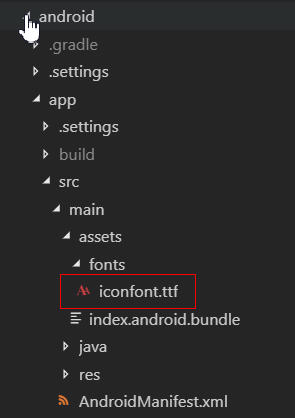 android
.gradle
.settings
app
.settings
build
src
main
assets
fonts
iconfont.ttf
index.android.bundle
java
res
AndroidManifest.xml